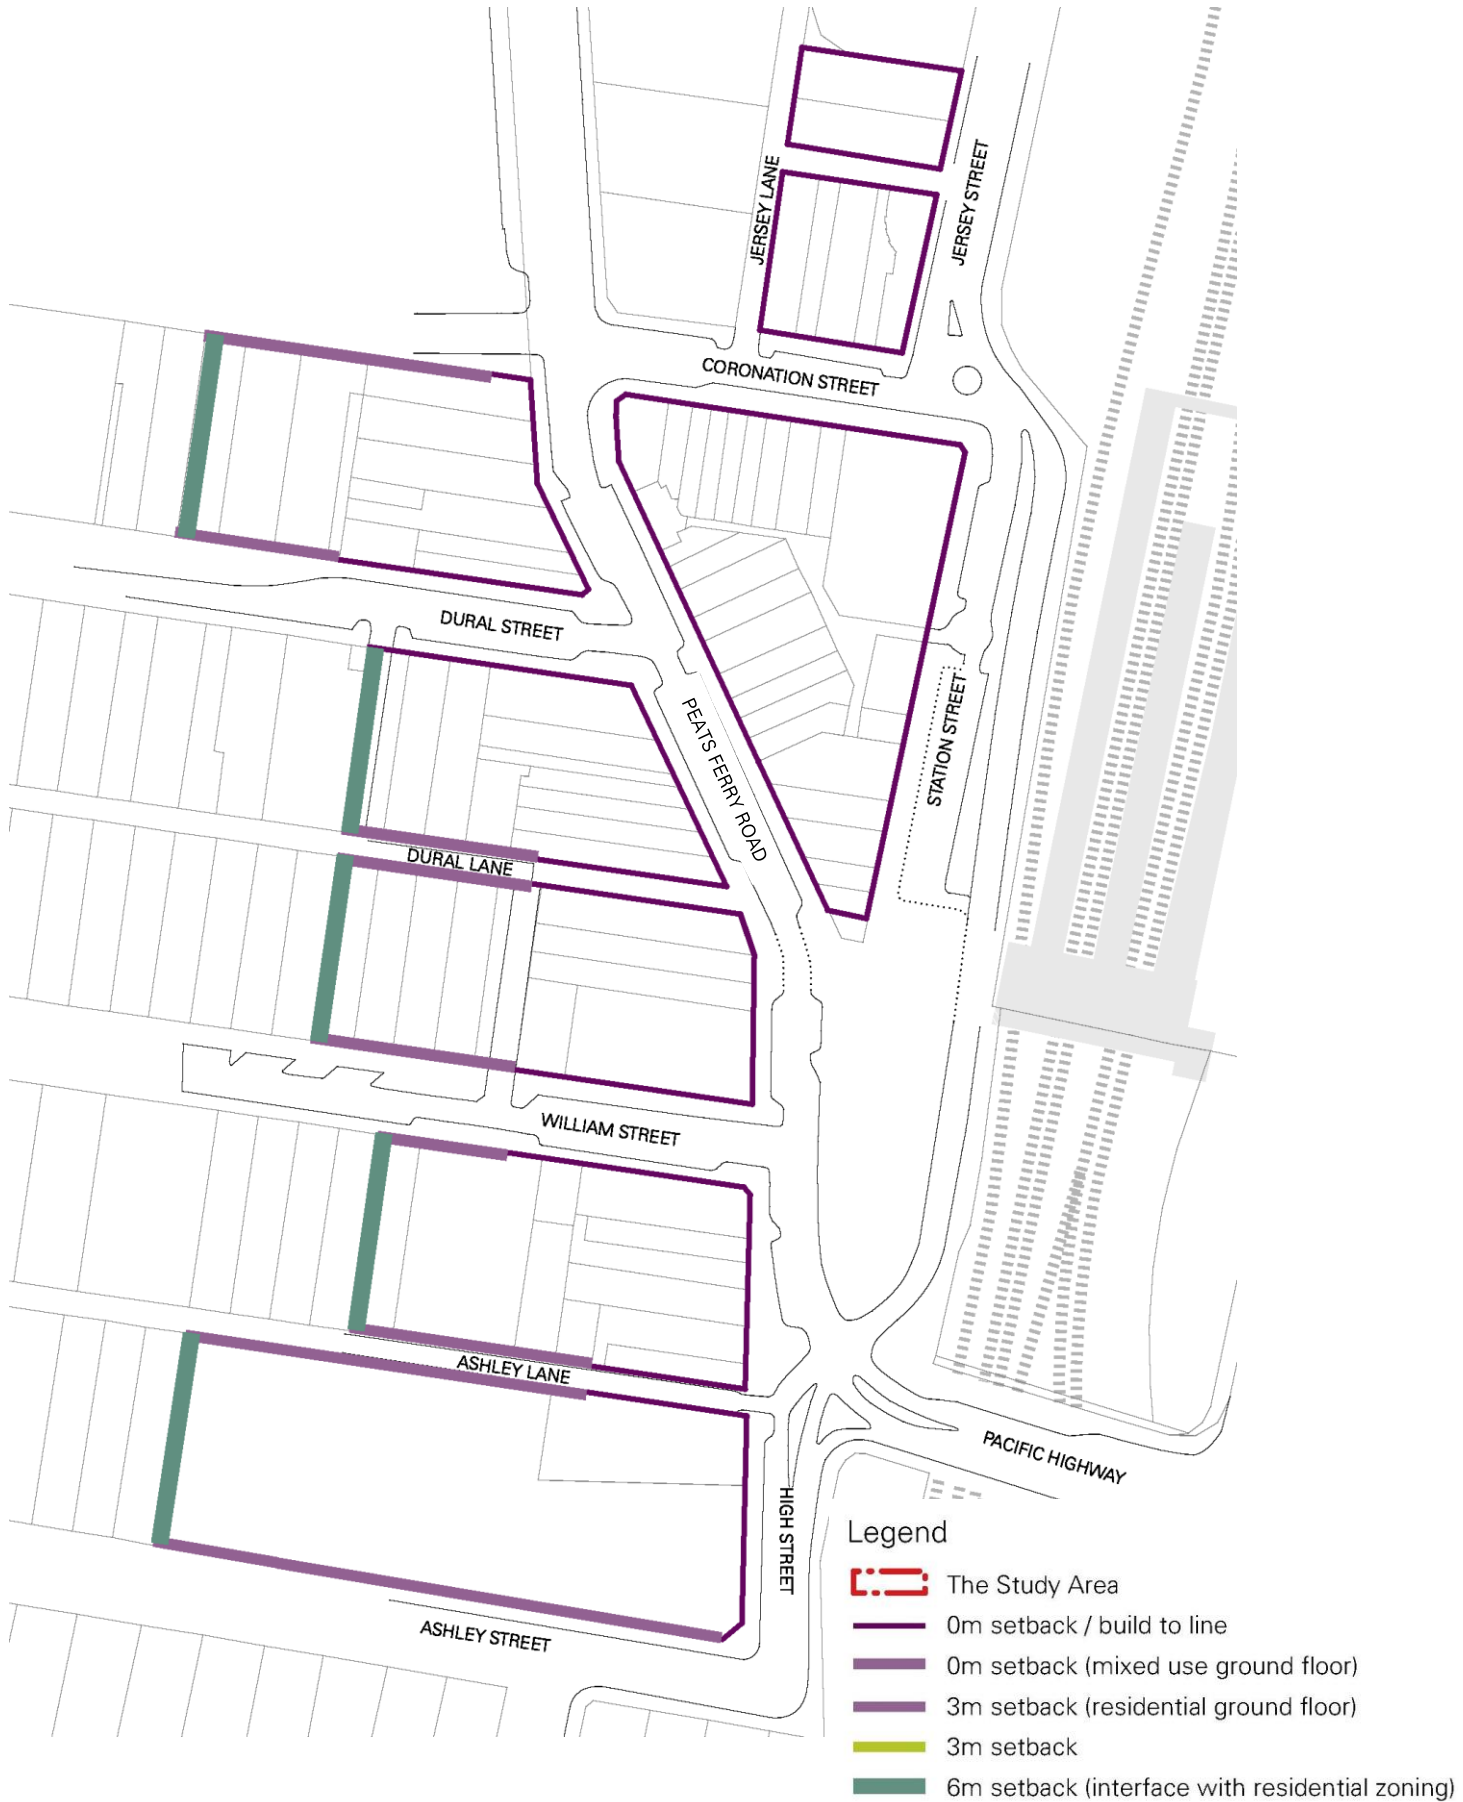 JERSEY LANE
JERSEY STREET
CORONATION STREET
DURAL STREET
PEATS FERRY ROAD
STATION STREET
DURAL LANE
WILLIAM STREET
ASHLEY LANE
PACIFIC HIGHWAY
HIGH STREET
ASHLEY STREET
Legend
The Study Area
0m setback / build to line
0m setback (mixed use ground floor)
3m setback (residential ground floor)
3m setback
6m setback (interface with residential zoning)